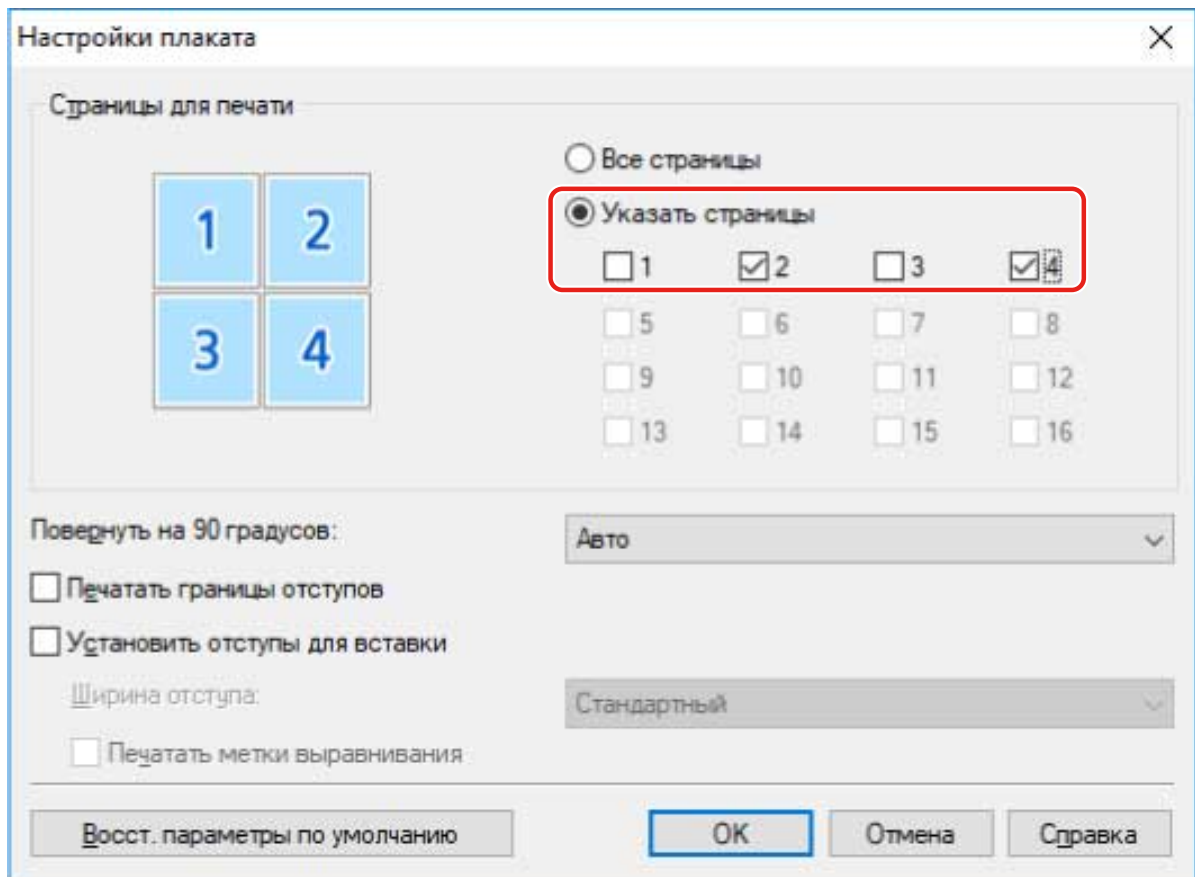 Настройки плаката
Страницы для печати
1 2
3 4
Все страницы
Указать страницы
1 2 3 4
5 6 7 8
9 10 11 12
13 14 15 16
Повернуть на 90 градусов:
Авто
Печатать границы отступов
Установить отступы для вставки
Ширина отступа:
Стандартный
Печатать метки выравнивания
Восст. параметры по умолчанию
OK
Отмена
Справка